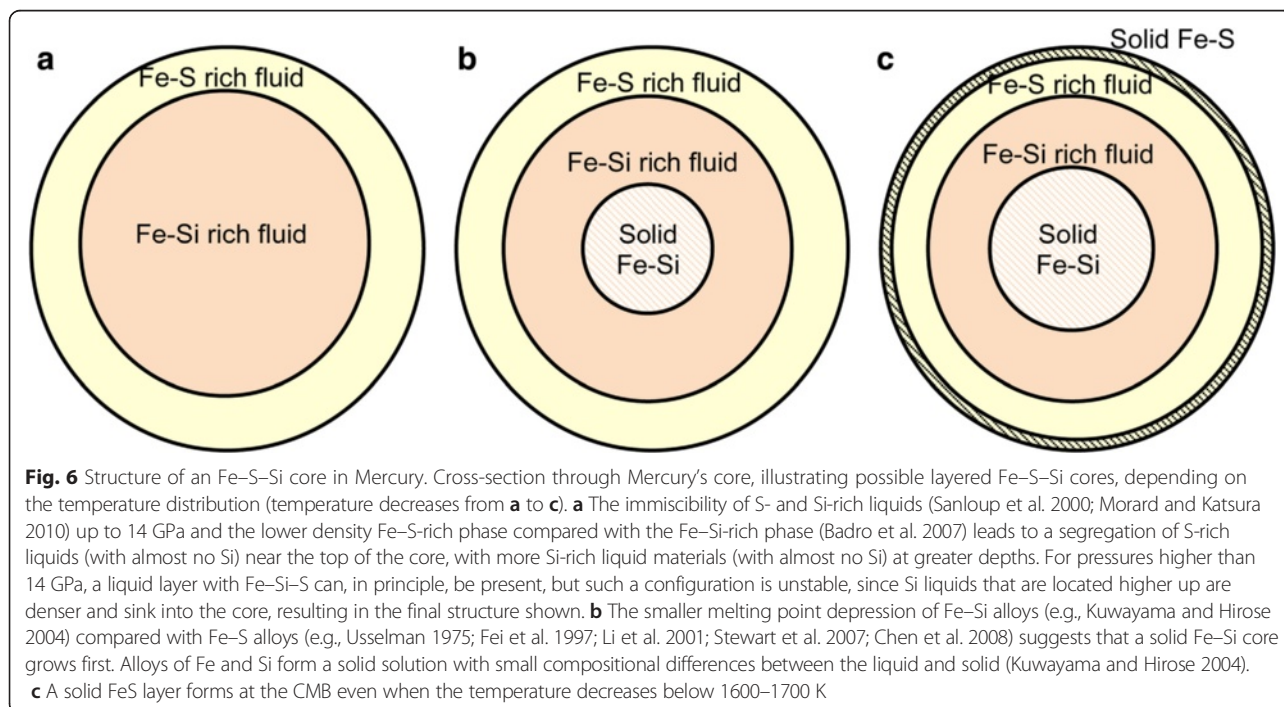 a
Fe-S rich fluid
Fe-Si rich fluid
b
Fe-S rich fluid
Fe-Si rich fluid
Solid
Fe-Si
c
Solid Fe-S
Fe-S rich fluid
Fe-Si rich fluid
Solid
Fe-Si
Fig. 6 Structure of an Fe–S–Si core in Mercury. Cross-section through Mercury's core, illustrating possible layered Fe–S–Si cores, depending on
the temperature distribution (temperature decreases from a to c). a The immiscibility of S- and Si-rich liquids (Sanloup et al. 2000; Morard and Katsura
2010) up to 14 GPa and the lower density Fe–S-rich phase compared with the Fe–Si-rich phase (Badro et al. 2007) leads to a segregation of S-rich
liquids (with almost no Si) near the top of the core, with more Si-rich liquid materials (with almost no Si) at greater depths. For pressures higher than
14 GPa, a liquid layer with Fe–Si–S can, in principle, be present, but such a configuration is unstable, since Si liquids that are located higher up are
denser and sink into the core, resulting in the final structure shown. b The smaller melting point depression of Fe–Si alloys (e.g., Kuwayama and Hirose
2004) compared with Fe–S alloys (e.g., Usselman 1975; Fei et al. 1997; Li et al. 2001; Stewart et al. 2007; Chen et al. 2008) suggests that a solid Fe–Si core
grows first. Alloys of Fe and Si form a solid solution with small compositional differences between the liquid and solid (Kuwayama and Hirose 2004).
c A solid FeS layer forms at the CMB even when the temperature decreases below 1600–1700 K